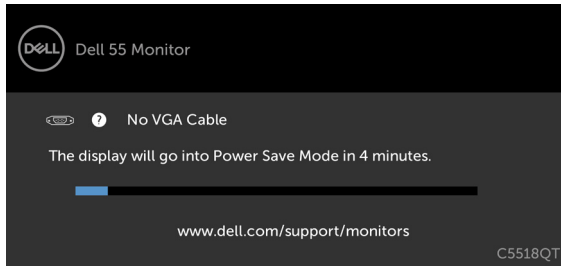 DELL
Dell 55 Monitor
? No VGA Cable
The display will go into Power Save Mode in 4 minutes.
www.dell.com/support/monitors
C5518QT